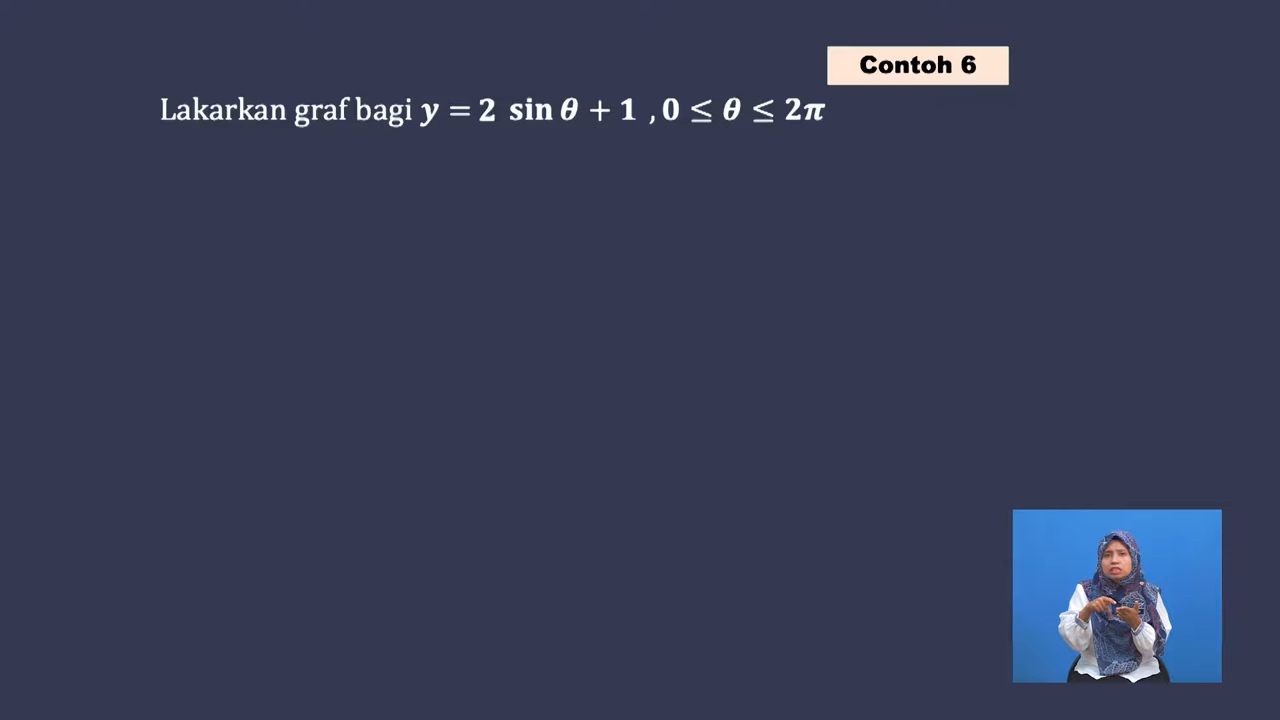 Contoh 6
Lakarkan graf bagi y = 2 sin θ + 1 , 0 ≤ θ ≤ 2π